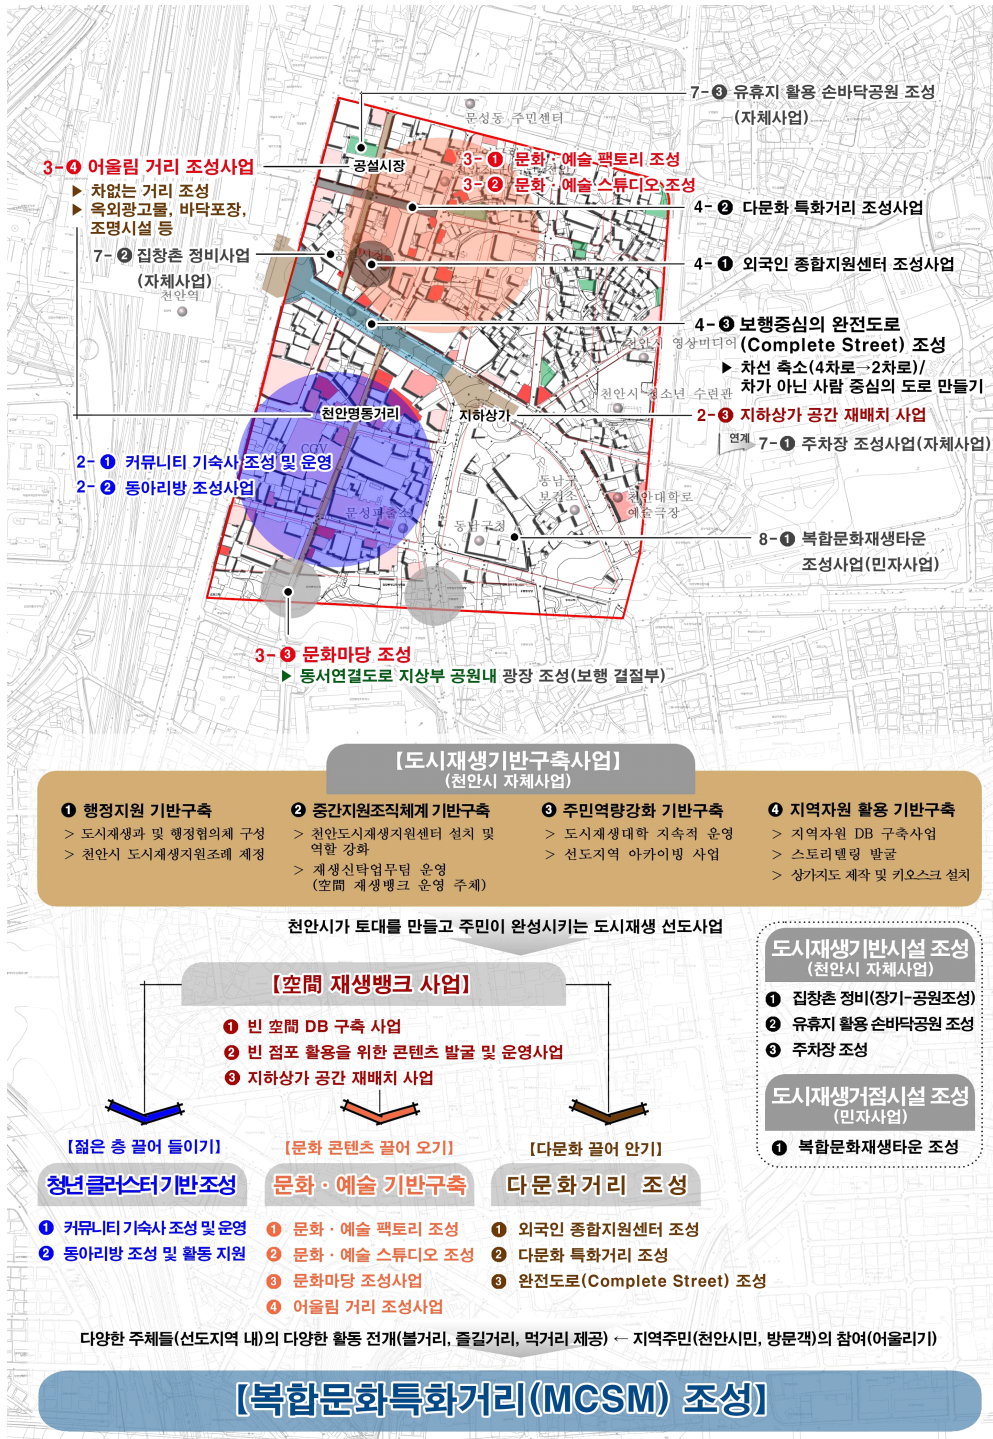 7-❸ 유휴지 활용 손바닥공원 조성
(자체사업)
문성동 주민센터
3-❹ 어울림 거리 조성사업
▶ 차없는 거리 조성
▶ 옥외광고물, 바닥포장,
조명시설 등
공설시장
3-❶ 문화·예술 팩토리 조성
3-❷ 문화·예술 스튜디오 조성
4-❷ 다문화 특화거리 조성사업
7-❷ 집창촌 정비사업
(자체사업)
천안역
4-❶ 외국인 종합지원센터 조성사업
4-❸ 보행중심의 완전도로
(Complete Street) 조성
▶ 차선 축소(4차로→2차로)/
차가 아닌 사람 중심의 도로 만들기
천안시 영상미디어
천안시 청소년 수련관
천안명동거리
지하상가
2-❸ 지하상가 공간 재배치 사업
연계 7-❶ 주차장 조성사업(자체사업)
CGV
2-❶ 커뮤니티 기숙사 조성 및 운영
2-❷ 동아리방 조성사업
문성파출소
동남구
보건소
동남구청
천안대학로
예술극장
8-❶ 복합문화재생타운
조성사업(민자사업)
3-❸ 문화마당 조성
▶ 동서연결도로 지상부 공원내 광장 조성(보행 결절부)
【도시재생기반구축사업】
(천안시 자체사업)
❶ 행정지원 기반구축
> 도시재생과 및 행정협의체 구성
> 천안시 도시재생지원조례 제정
❷ 중간지원조직체계 기반구축
> 천안도시재생지원센터 설치 및
역할 강화
> 재생신탁업무팀 운영
(空間 재생뱅크 운영 주체)
❸ 주민역량강화 기반구축
> 도시재생대학 지속적 운영
> 선도지역 아카이빙 사업
❹ 지역자원 활용 기반구축
> 지역자원 DB 구축사업
> 스토리텔링 발굴
> 상가지도 제작 및 키오스크 설치
천안시가 토대를 만들고 주민이 완성시키는 도시재생 선도사업
【空間 재생뱅크 사업】
❶ 빈 空間 DB 구축 사업
❷ 빈 점포 활용을 위한 콘텐츠 발굴 및 운영사업
❸ 지하상가 공간 재배치 사업
도시재생기반시설 조성
(천안시 자체사업)
❶ 집창촌 정비(장기-공원조성)
❷ 유휴지 활용 손바닥공원 조성
❸ 주차장 조성
도시재생거점시설 조성
(민자사업)
❶ 복합문화재생타운 조성
【젊은 층 끌어 들이기】
청년 클러스터 기반 조성
❶ 커뮤니티 기숙사 조성 및 운영
❷ 동아리방 조성 및 활동 지원
【문화 콘텐츠 끌어 오기】
문화·예술 기반구축
❶ 문화·예술 팩토리 조성
❷ 문화·예술 스튜디오 조성
❸ 문화마당 조성사업
❹ 어울림 거리 조성사업
【다문화 끌어 안기】
다문화거리 조성
❶ 외국인 종합지원센터 조성
❷ 다문화 특화거리 조성
❸ 완전도로(Complete Street) 조성
다양한 주체들(선도지역 내)의 다양한 활동 전개(볼거리, 즐길거리, 먹거리 제공) ← 지역주민(천안시민, 방문객)의 참여(어울리기)
【복합문화특화거리(MCSM) 조성】